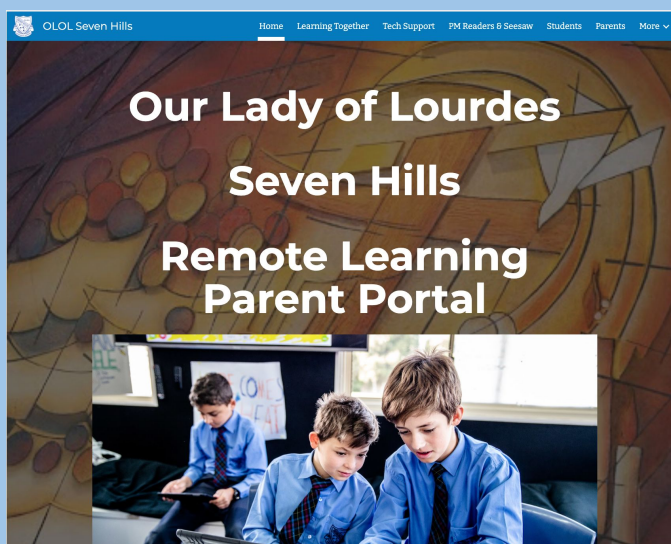 OLOL Seven Hills
Home Learning Together Tech Support PM Readers & Seesaw Students Parents More
Our Lady of Lourdes
Seven Hills
Remote Learning
Parent Portal
COMES